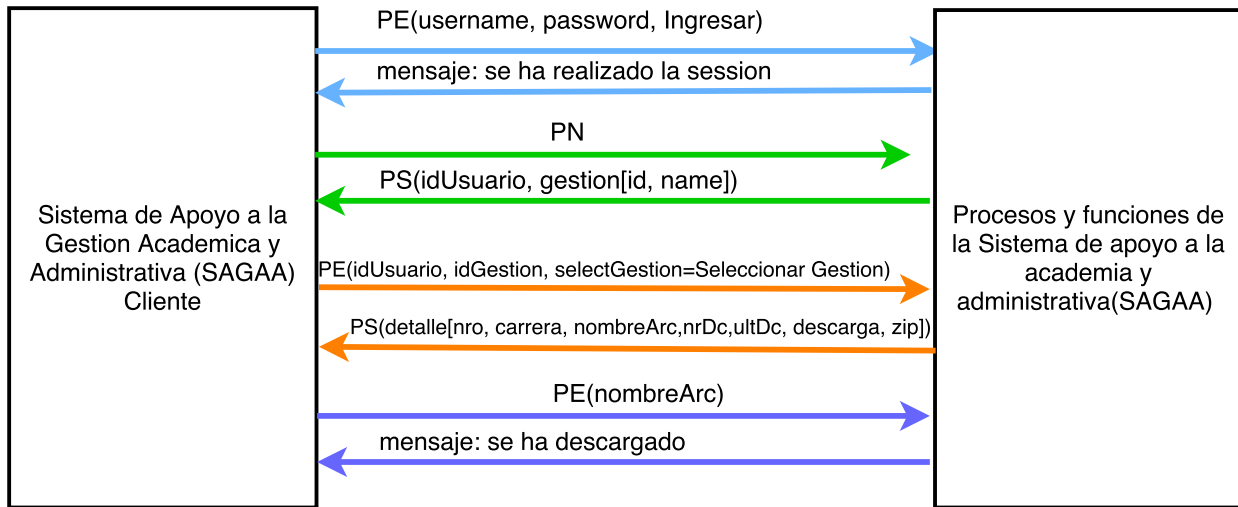 PE(username, password, Ingresar)
mensaje: se ha realizado la session
PN
PS(idUsuario, gestion[id, name])
Sistema de Apoyo a la
Gestion Academica y
Administrativa (SAGAA)
Cliente
Procesos y funciones de
la Sistema de apoyo a la
academia y
administrativa(SAGAA)
PE(idUsuario, idGestion, selectGestion=Seleccionar Gestion)
PS(detalle[nro, carrera, nombreArc,nrDc,ultDc, descarga, zip])
PE(nombreArc)
mensaje: se ha descargado